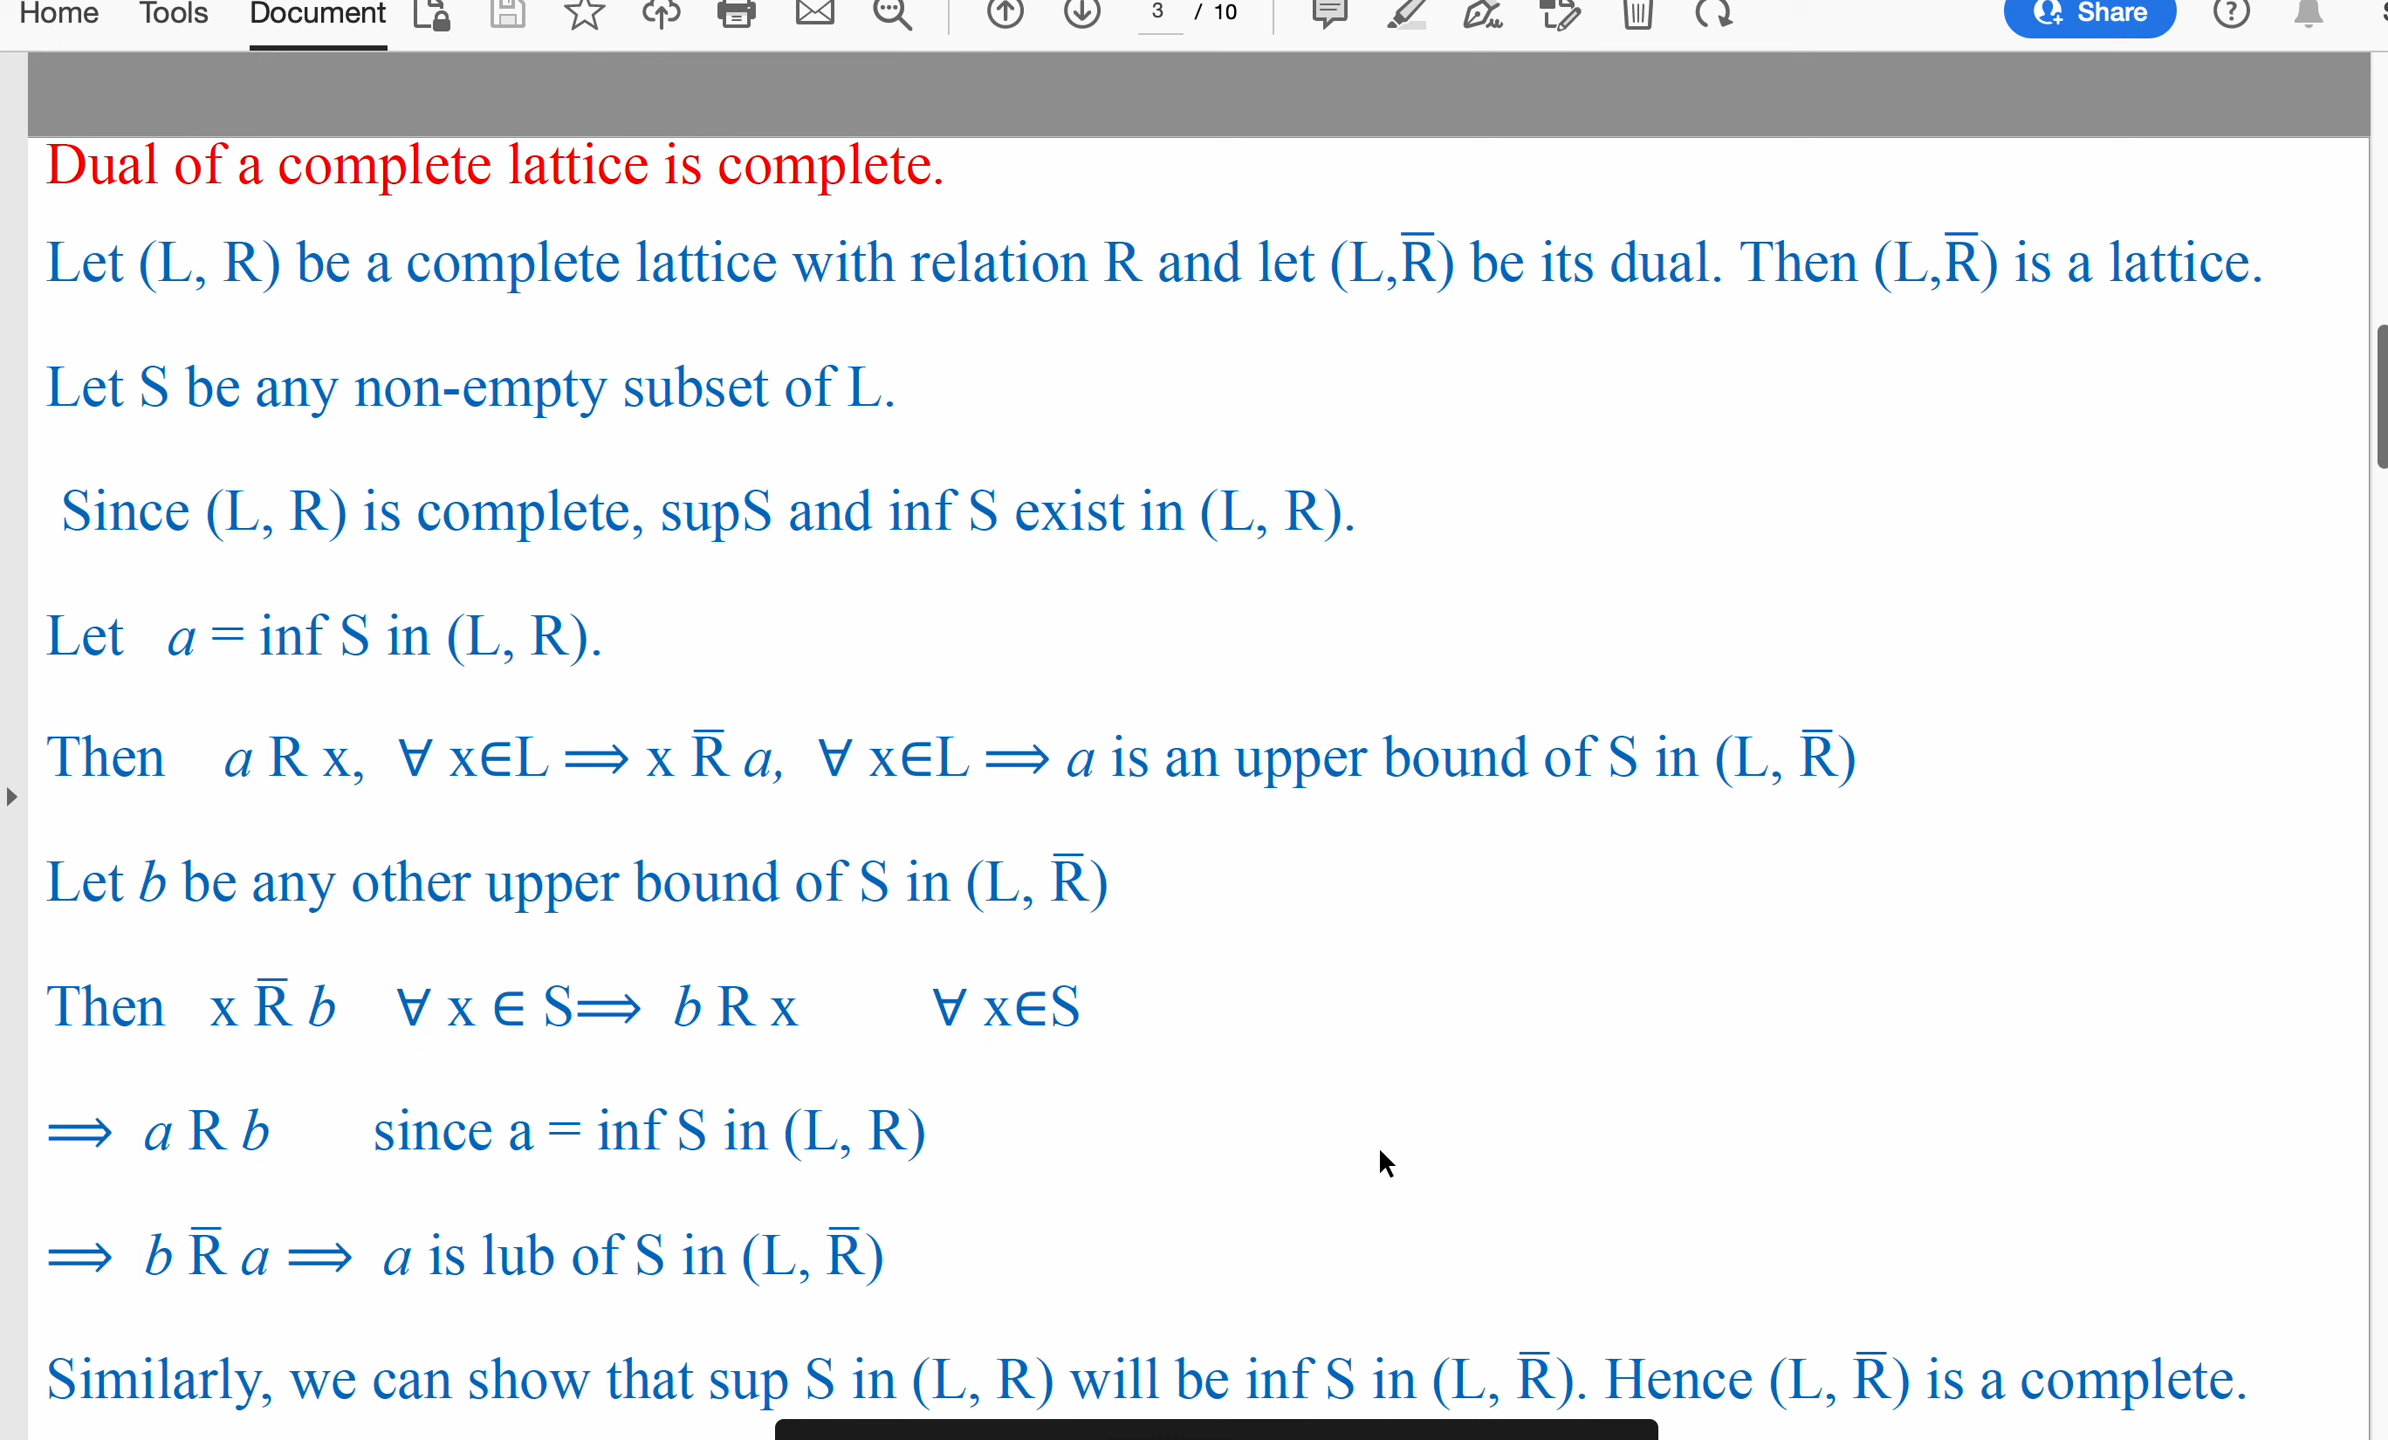 Home Tools Document 3 / 10 Share
Dual of a complete lattice is complete.
Let (L, R) be a complete lattice with relation R and let (L,R̅) be its dual. Then (L,R̅) is a lattice.
Let S be any non-empty subset of L.
Since (L, R) is complete, supS and inf S exist in (L, R).
Let a = inf S in (L, R).
Then a R x, ∀ x∈L ⟹ x R̅ a, ∀ x∈L ⟹ a is an upper bound of S in (L, R̅)
Let b be any other upper bound of S in (L, R̅)
Then x R̅ b ∀ x ∈ S⟹ b R x ∀ x∈S
⟹ a R b since a = inf S in (L, R)
⟹ b R̅ a ⟹ a is lub of S in (L, R̅)
Similarly, we can show that sup S in (L, R) will be inf S in (L, R̅). Hence (L, R̅) is a complete.